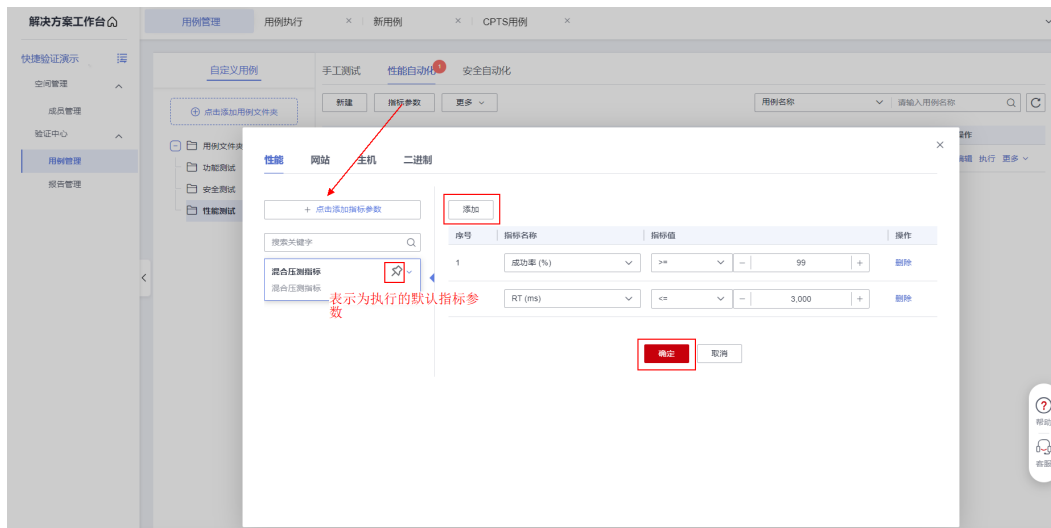 解决方案工作台
用例管理
用例执行
新用例
CPTS用例
快捷验证演示
空间管理
成员管理
验证中心
用例管理
报告管理
自定义用例
点击添加用例文件夹
用例文件夹
功能测试
安全测试
性能测试
手工测试
性能自动化
1
安全自动化
新建
指标参数
更多
用例名称
请输入用例名称
操作
编辑 执行 更多
性能
网站
主机
二进制
+ 点击添加指标参数
搜索关键字
混合压测指标
混合压测指标
表示为执行的默认指标参
数
添加
序号 指标名称 指标值 操作
1 成功率 (%) >= − 99 + 删除
RT (ms) <= − 3,000 + 删除
确定
取消
帮助
客服